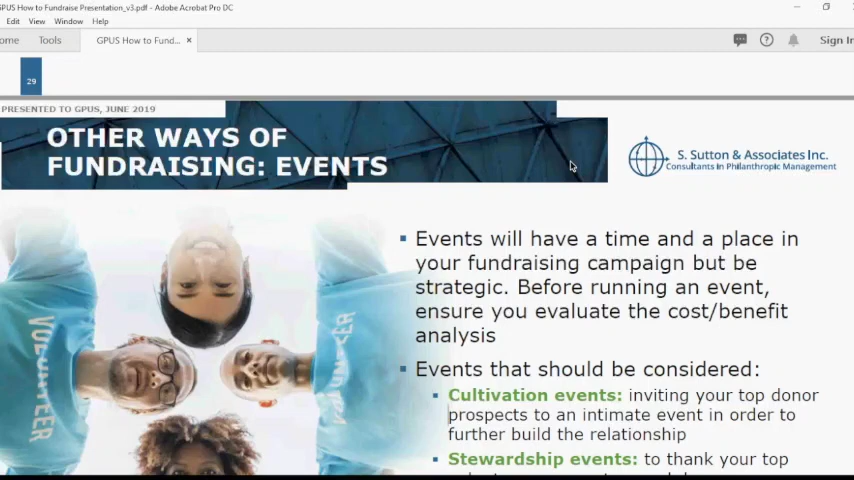 GPUS How to Fundraise Presentation_v3.pdf - Adobe Acrobat Pro DC
Edit View Window Help
ome Tools GPUS How to Fund... × Sign In
29
PRESENTED TO GPUS, JUNE 2019
OTHER WAYS OF
FUNDRAISING: EVENTS
S. Sutton & Associates Inc.
Consultants in Philanthropic Management
▪ Events will have a time and a place in
your fundraising campaign but be
strategic. Before running an event,
ensure you evaluate the cost/benefit
analysis
▪ Events that should be considered:
▪ Cultivation events: inviting your top donor
prospects to an intimate event in order to
further build the relationship
▪ Stewardship events: to thank your top
VOLUNTEER
VOLUNTEER